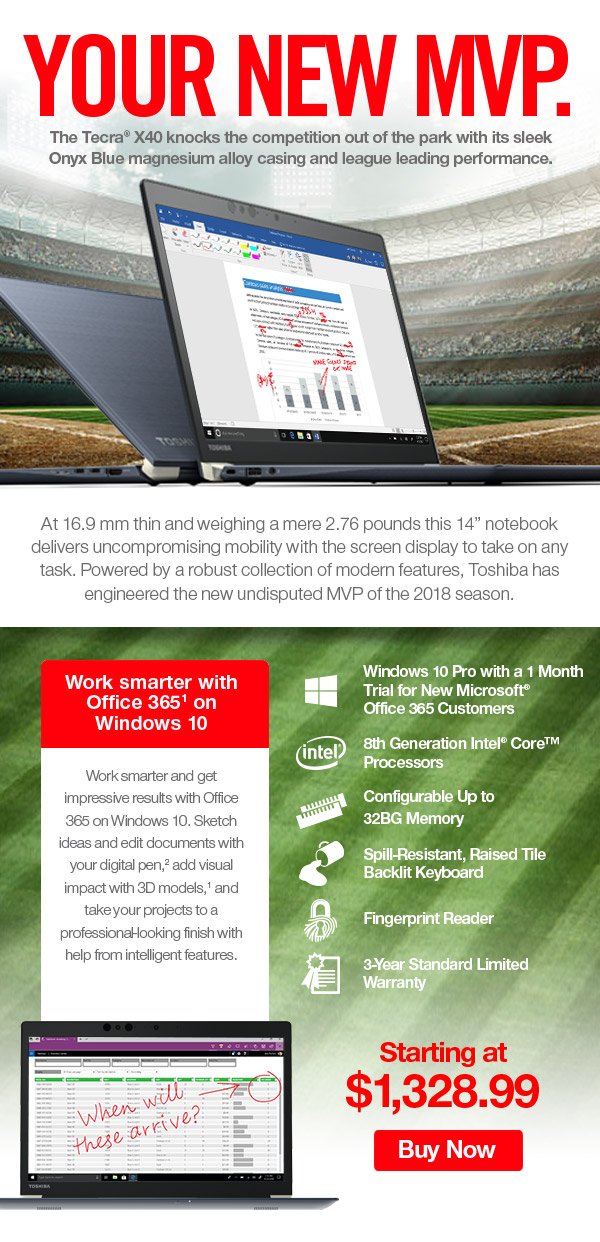 YOUR NEW MVP.
The Tecra® X40 knocks the competition out of the park with its sleek
Onyx Blue magnesium alloy casing and league leading performance.
TOSHIBA
TOSHIBA
At 16.9 mm thin and weighing a mere 2.76 pounds this 14” notebook
delivers uncompromising mobility with the screen display to take on any
task. Powered by a robust collection of modern features, Toshiba has
engineered the new undisputed MVP of the 2018 season.
Work smarter with
Office 365¹ on
Windows 10
Work smarter and get
impressive results with Office
365 on Windows 10. Sketch
ideas and edit documents with
your digital pen,² add visual
impact with 3D models,¹ and
take your projects to a
professional-looking finish with
help from intelligent features.
Windows 10 Pro with a 1 Month
Trial for New Microsoft®
Office 365 Customers
intel
8th Generation Intel® Core™
Processors
Configurable Up to
32BG Memory
Spill-Resistant, Raised Tile
Backlit Keyboard
Fingerprint Reader
3-Year Standard Limited
Warranty
When will
these arrive?
TOSHIBA
Starting at
$1,328.99
Buy Now